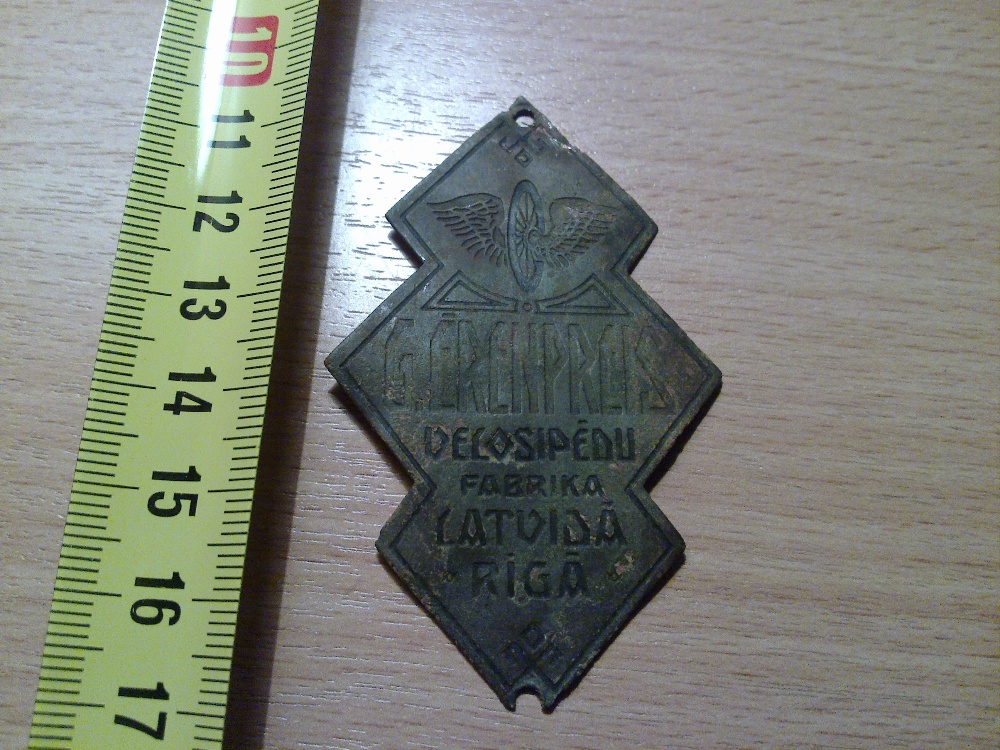 10
11
12
13
14
15
16
17
G. ĒRENPREIS
VELOSIPĒDU
FABRIKA
LATVIJĀ
RĪGĀ